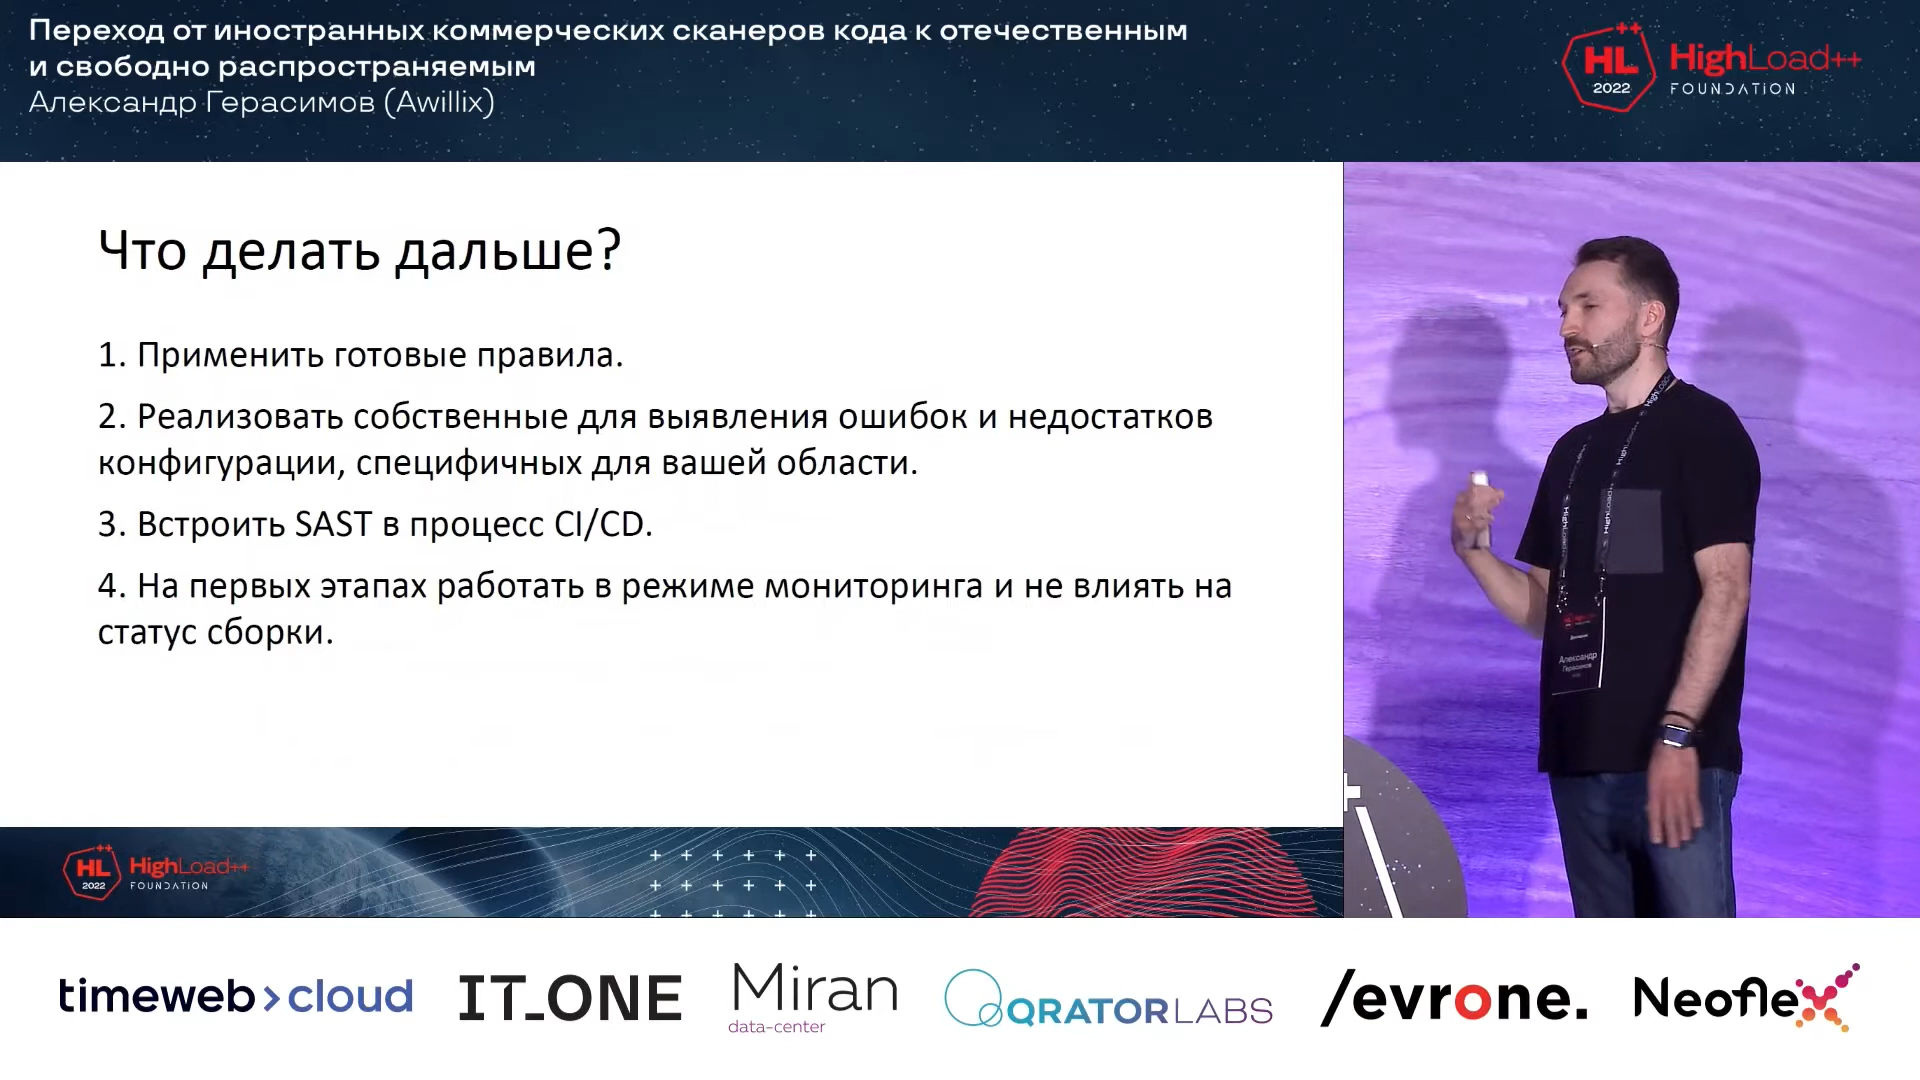 Переход от иностранных коммерческих сканеров кода к отечественным
и свободно распространяемым
Александр Герасимов (Awillix)
HL
2022
HighLoad++
FOUNDATION
Что делать дальше?
1. Применить готовые правила.
2. Реализовать собственные для выявления ошибок и недостатков
конфигурации, специфичных для вашей области.
3. Встроить SAST в процесс CI/CD.
4. На первых этапах работать в режиме мониторинга и не влиять на
статус сборки.
Александр
Герасимов
HL
2022
HighLoad++
FOUNDATION
timeweb>cloud
IT_ONE
Miran
data-center
QRATORLABS
/evrone.
Neoflex